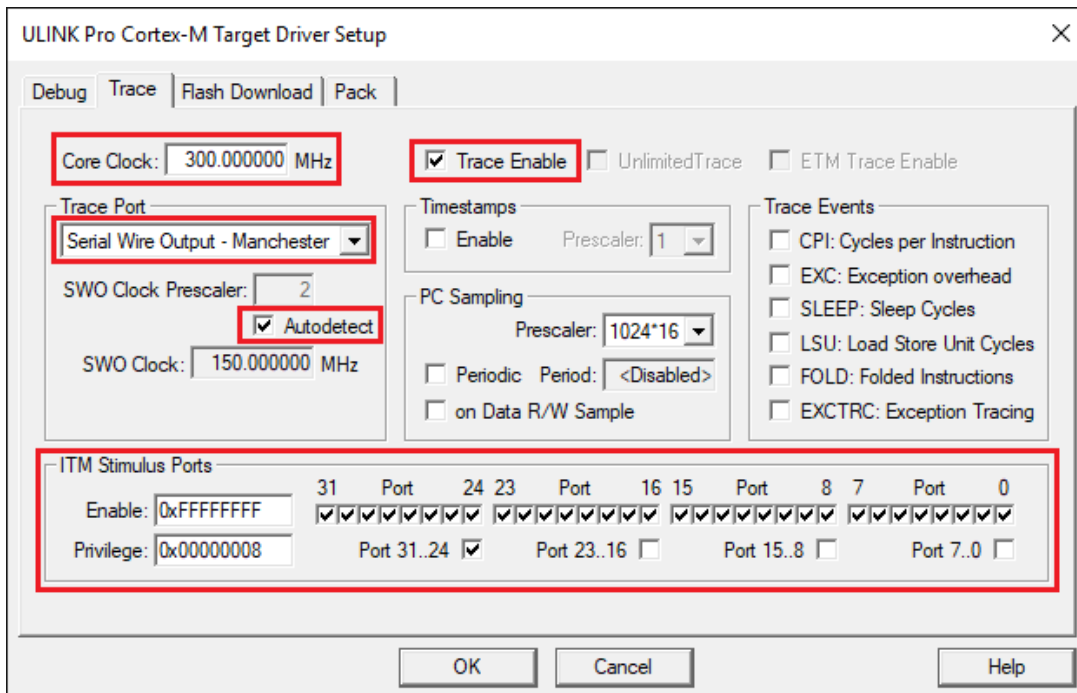 ULINK Pro Cortex-M Target Driver Setup
Debug Trace Flash Download Pack
Core Clock: 300.000000 MHz
Trace Enable UnlimitedTrace ETM Trace Enable
Trace Port
Serial Wire Output - Manchester
SWO Clock Prescaler: 2
Autodetect
SWO Clock: 150.000000 MHz
Timestamps
Enable Prescaler: 1
PC Sampling
Prescaler: 1024*16
Periodic Period: <Disabled>
on Data R/W Sample
Trace Events
CPI: Cycles per Instruction
EXC: Exception overhead
SLEEP: Sleep Cycles
LSU: Load Store Unit Cycles
FOLD: Folded Instructions
EXCTRC: Exception Tracing
ITM Stimulus Ports
31 Port 24 23 Port 16 15 Port 8 7 Port 0
Enable: 0xFFFFFFFF
Privilege: 0x00000008 Port 31..24 Port 23..16 Port 15..8 Port 7..0
OK Cancel Help